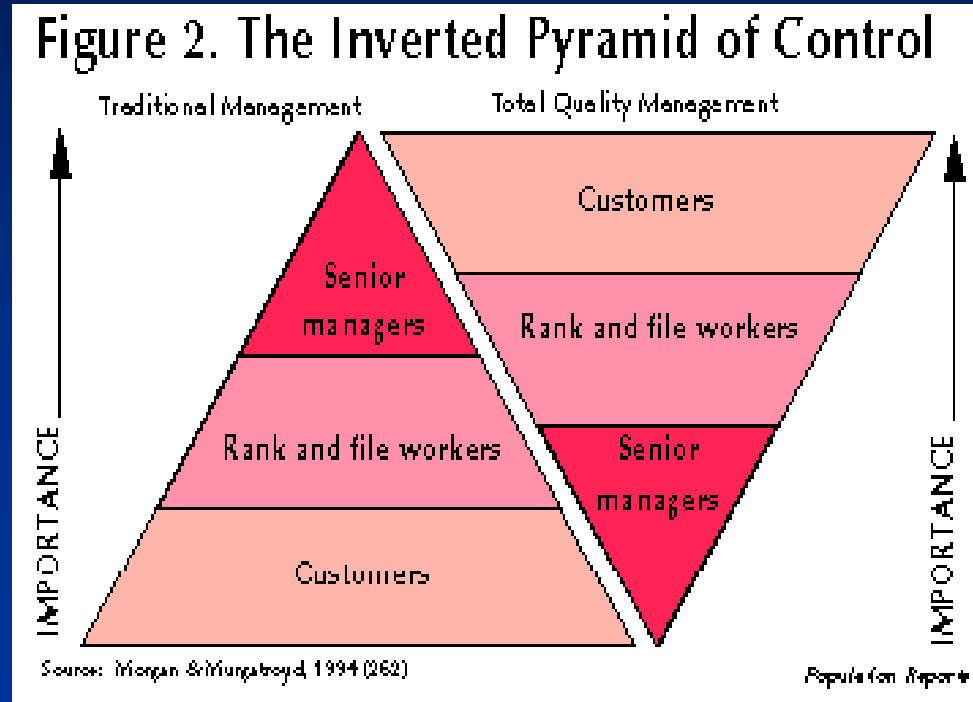 Figure 2. The Inverted Pyramid of Control
Traditional Management
Total Quality Management
IMPORTANCE
Senior
managers
Rank and file workers
Customers
Customers
Rank and file workers
Senior
managers
IMPORTANCE
Source: Morgan & Murgatroyd, 1994 (262)
Population Reports